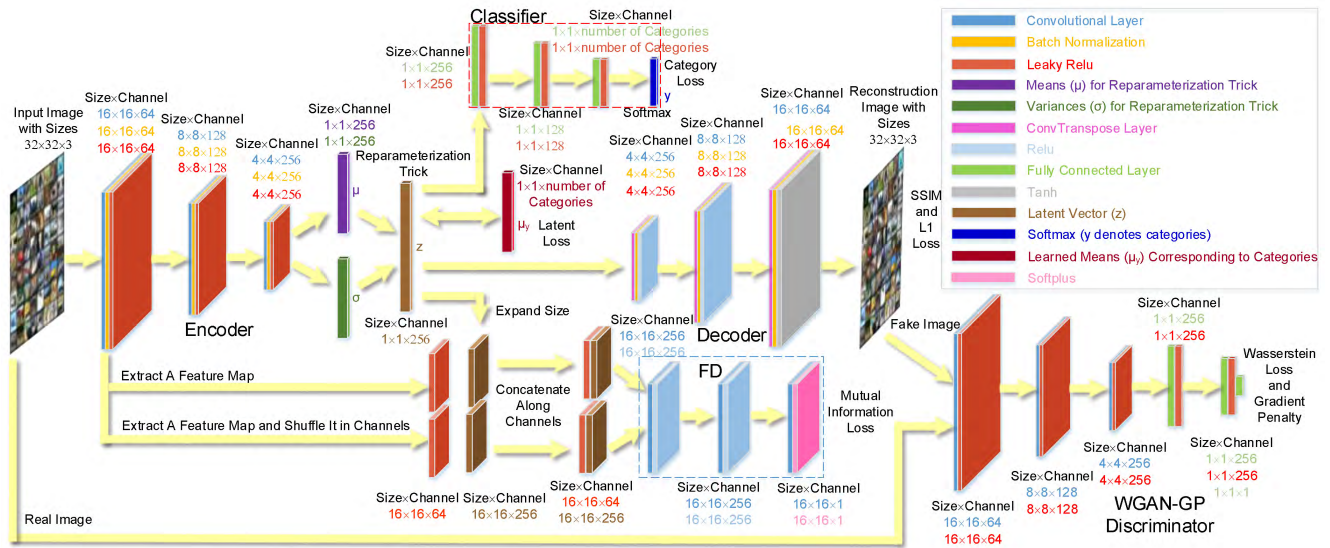 Classifier
Size×Channel
1×1×256
1×1×256
Size×Channel
1×1×number of Categories
1×1×number of Categories
Category
Loss
y
Softmax
Size×Channel
1×1×128
1×1×128
Input Image
with Sizes
32×32×3
Size×Channel
16×16×64
16×16×64
16×16×64
Size×Channel
8×8×128
8×8×128
8×8×128
Size×Channel
4×4×256
4×4×256
4×4×256
Size×Channel
1×1×256
1×1×256
Reparameterization
Trick
μ
σ
z
Size×Channel
1×1×number of
Categories
μy
Latent
Loss
Size×Channel
4×4×256
4×4×256
4×4×256
Size×Channel
8×8×128
8×8×128
8×8×128
Size×Channel
16×16×64
16×16×64
16×16×64
Reconstruction
Image with
Sizes
32×32×3
SSIM
and
L1
Loss
Encoder
Decoder
Convolutional Layer
Batch Normalization
Leaky Relu
Means (μ) for Reparameterization Trick
Variances (σ) for Reparameterization Trick
ConvTranspose Layer
Relu
Fully Connected Layer
Tanh
Latent Vector (z)
Softmax (y denotes categories)
Learned Means (μy) Corresponding to Categories
Softplus
Size×Channel
1×1×256
Expand Size
Extract A Feature Map
Extract A Feature Map and Shuffle It in Channels
Concatenate
Along
Channels
Size×Channel
16×16×256
16×16×256
FD
Mutual
Information
Loss
Size×Channel
16×16×64
Size×Channel
16×16×256
Size×Channel
16×16×64
16×16×256
Size×Channel
16×16×256
16×16×256
Size×Channel
16×16×1
16×16×1
Real Image
Fake Image
Size×Channel
1×1×256
1×1×256
Wasserstein
Loss
and
Gradient
Penalty
Size×Channel
16×16×64
16×16×64
Size×Channel
8×8×128
8×8×128
Size×Channel
4×4×256
4×4×256
Size×Channel
1×1×256
1×1×256
1×1×1
WGAN-GP
Discriminator